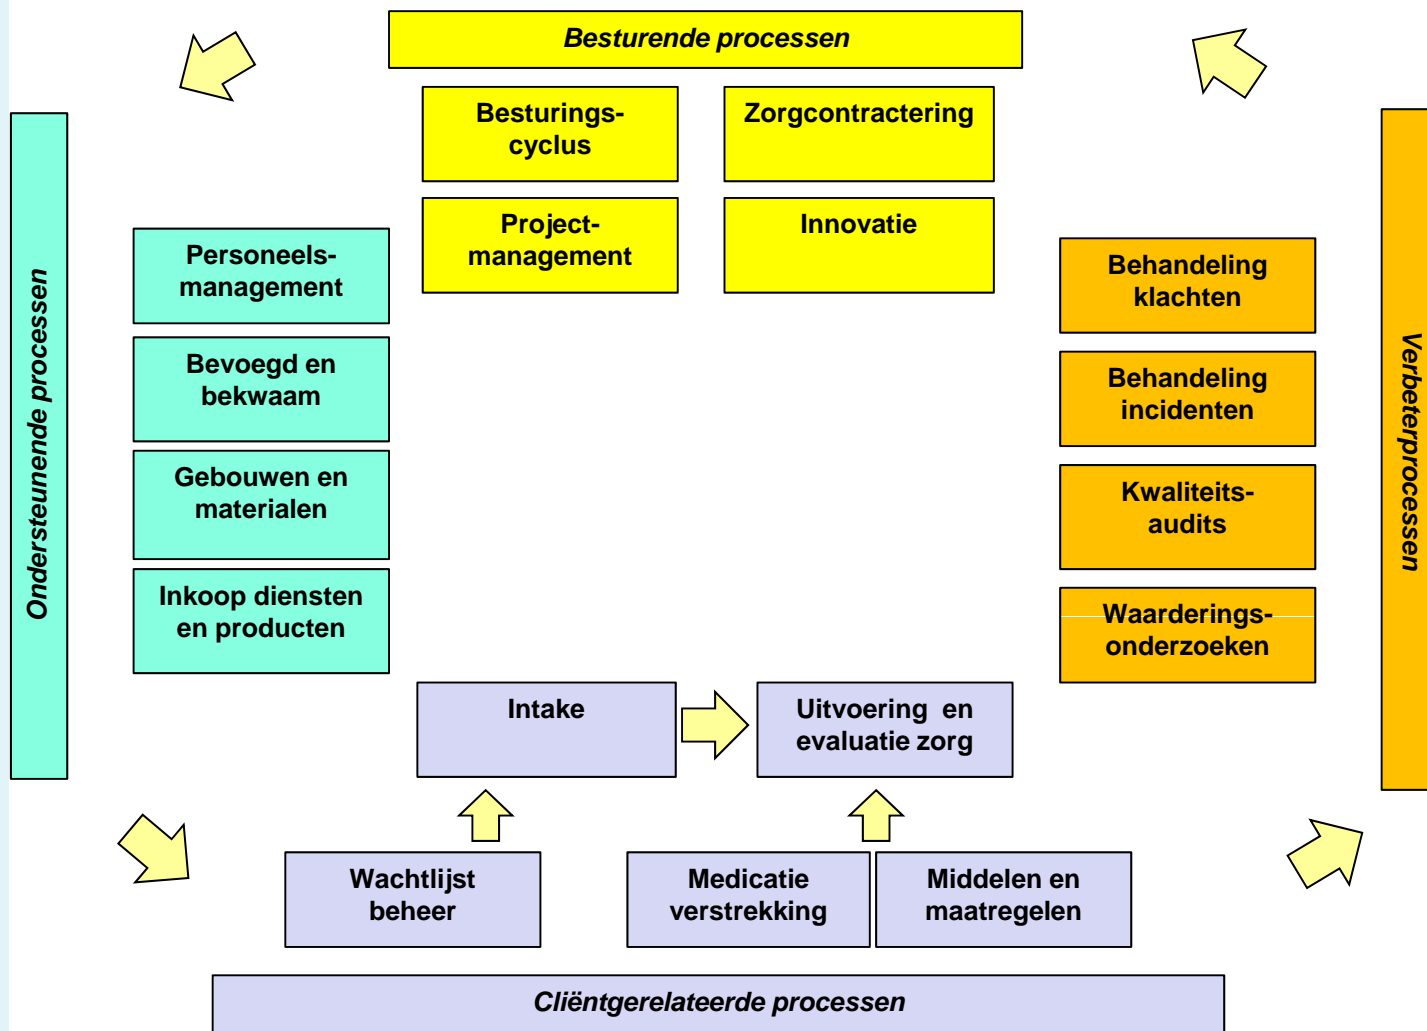 Besturende processen
Besturings-
cyclus
Zorgcontractering
Project-
management
Innovatie
Ondersteunende processen
Personeels-
management
Bevoegd en
bekwaam
Gebouwen en
materialen
Inkoop diensten
en producten
Behandeling
klachten
Behandeling
incidenten
Kwaliteits-
audits
Waarderings-
onderzoeken
Verbeterprocessen
Intake
Uitvoering en
evaluatie zorg
Wachtlijst
beheer
Medicatie
verstrekking
Middelen en
maatregelen
Cliëntgerelateerde processen